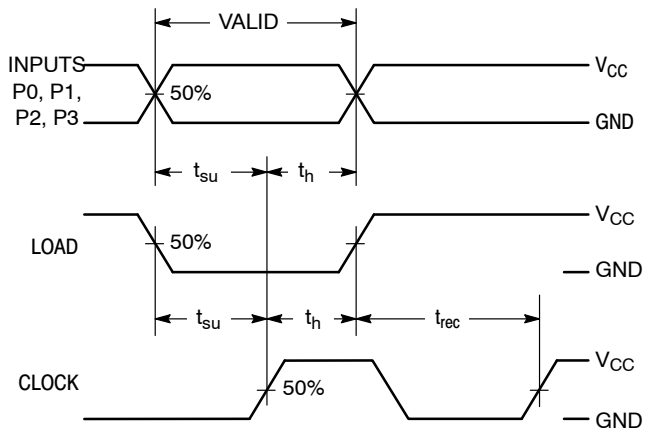 VALID
INPUTS
P0, P1,
P2, P3
50%
VCC
GND
tsu
th
LOAD
50%
VCC
GND
tsu
th
trec
CLOCK
50%
VCC
GND